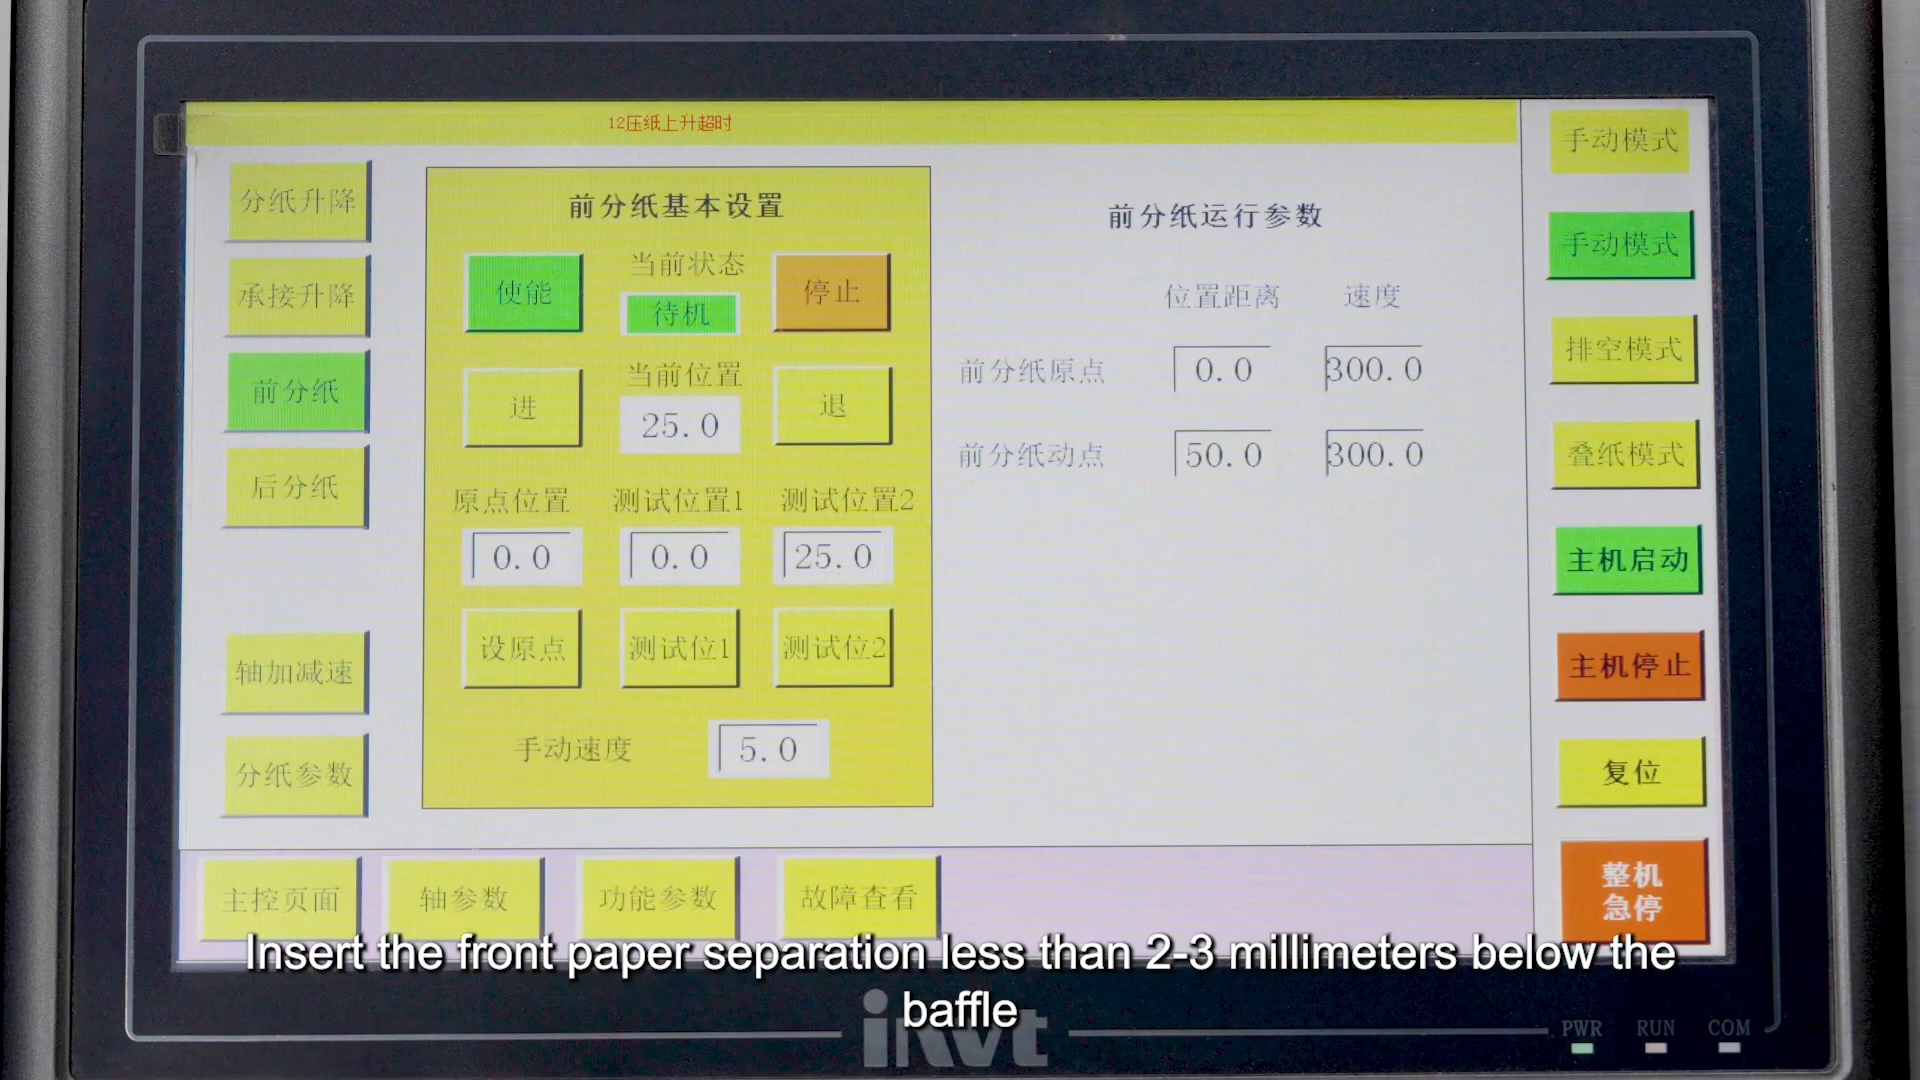 12压纸上升超时
分纸升降
承接升降
前分纸
后分纸
轴加减速
分纸参数
前分纸基本设置
使能
当前状态
待机
停止
进
当前位置
25.0
退
原点位置 测试位置1 测试位置2
0.0 0.0 25.0
设原点 测试位1 测试位2
手动速度 5.0
前分纸运行参数
位置距离 速度
前分纸原点 0.0 300.0
前分纸动点 50.0 300.0
手动模式
手动模式
排空模式
叠纸模式
主机启动
主机停止
复位
整机
急停
主控页面 轴参数 功能参数 故障查看
Insert the front paper separation less than 2-3 millimeters below the
baffle
PWR RUN COM